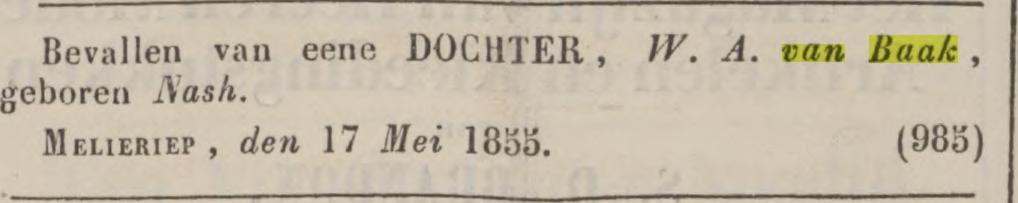 Bevallen van eene DOCHTER, W. A. van Baak,
geboren Nash.
MELIERIEP, den 17 Mei 1855. (985)